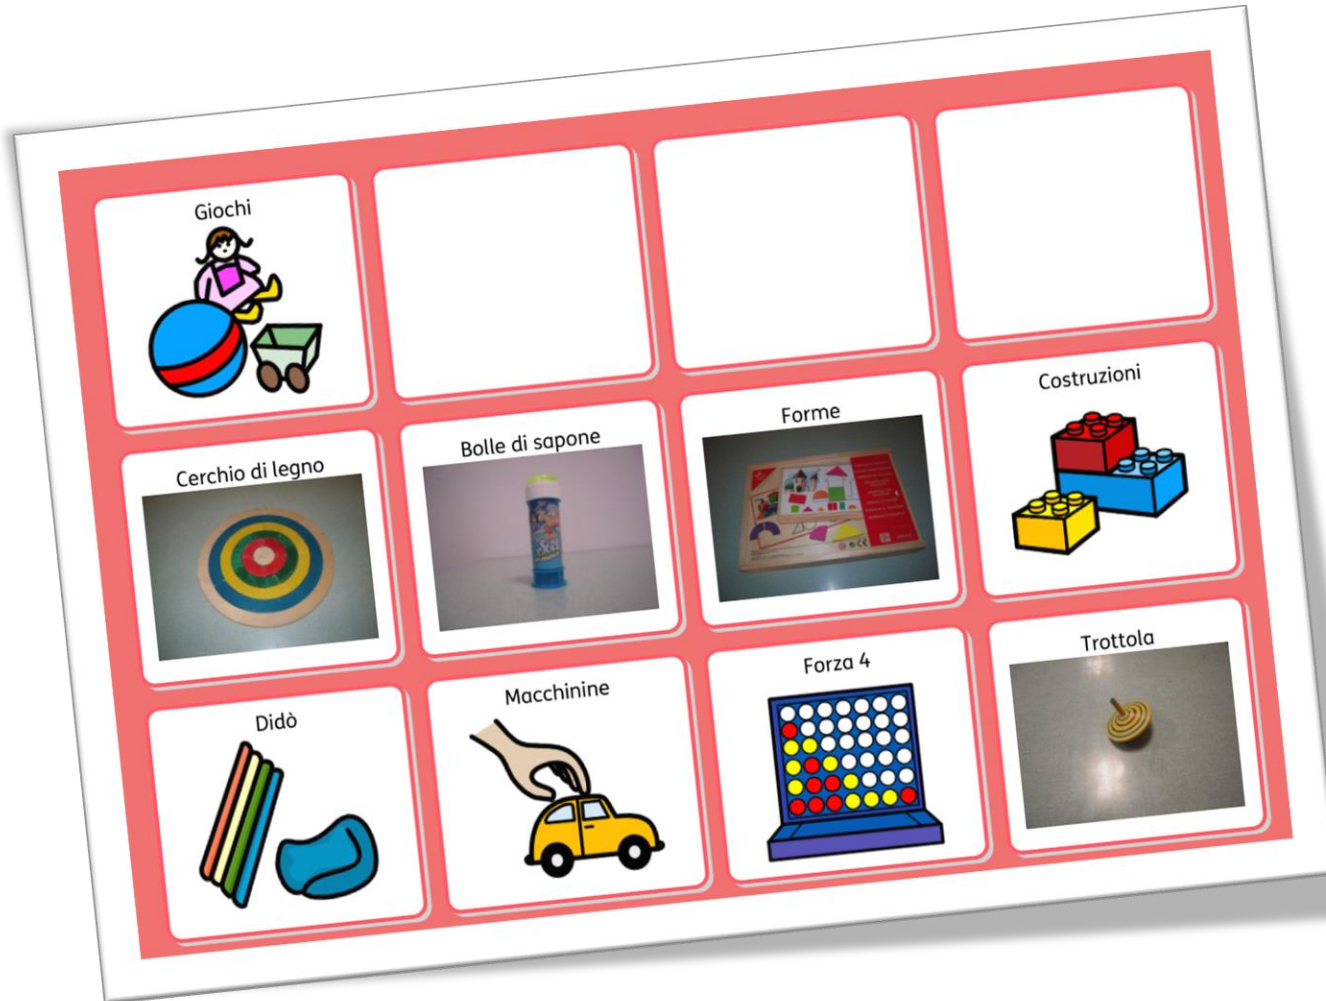 Giochi
Cerchio di legno
Bolle di sapone
Forme
Costruzioni
Didò
Macchinine
Forza 4
Trottola